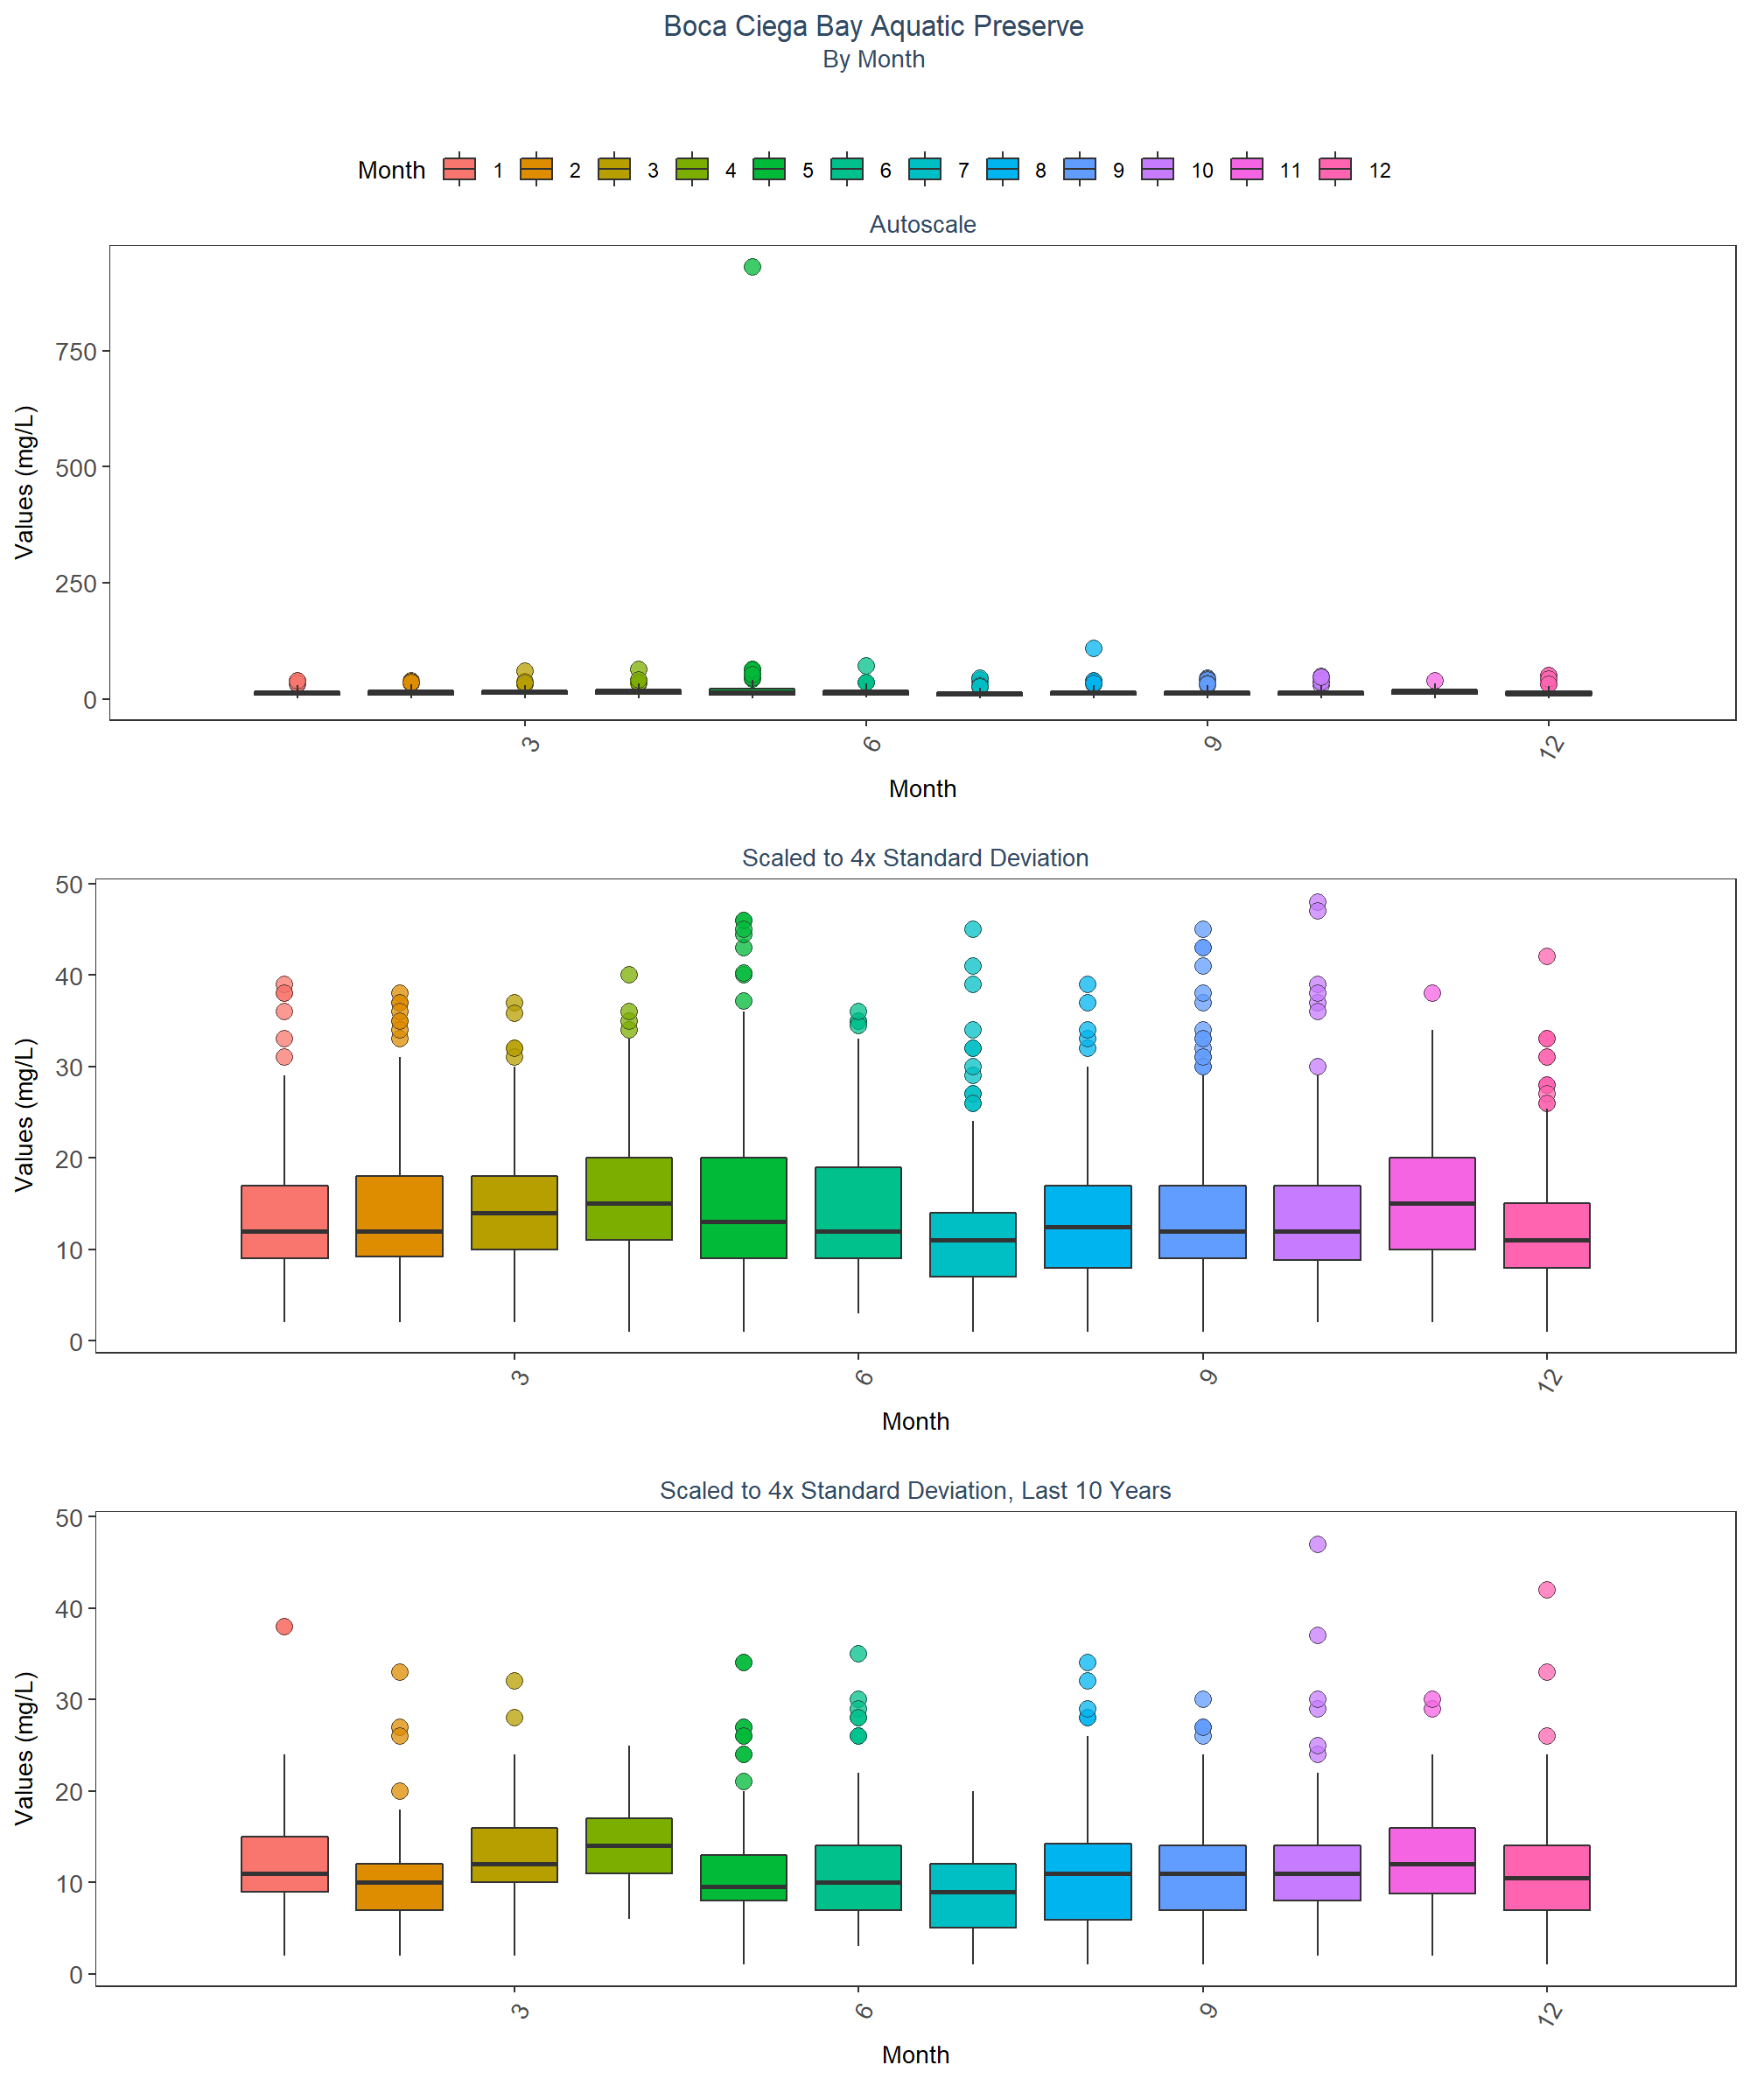 Boca Ciega Bay Aquatic Preserve
By Month
Month 1 2 3 4 5 6 7 8 9 10 11 12
Autoscale
750
500
250
0
Values (mg/L)
3 6 9 12
Month
Scaled to 4x Standard Deviation
50
40
30
20
10
0
Values (mg/L)
3 6 9 12
Month
Scaled to 4x Standard Deviation, Last 10 Years
50
40
30
20
10
0
Values (mg/L)
3 6 9 12
Month